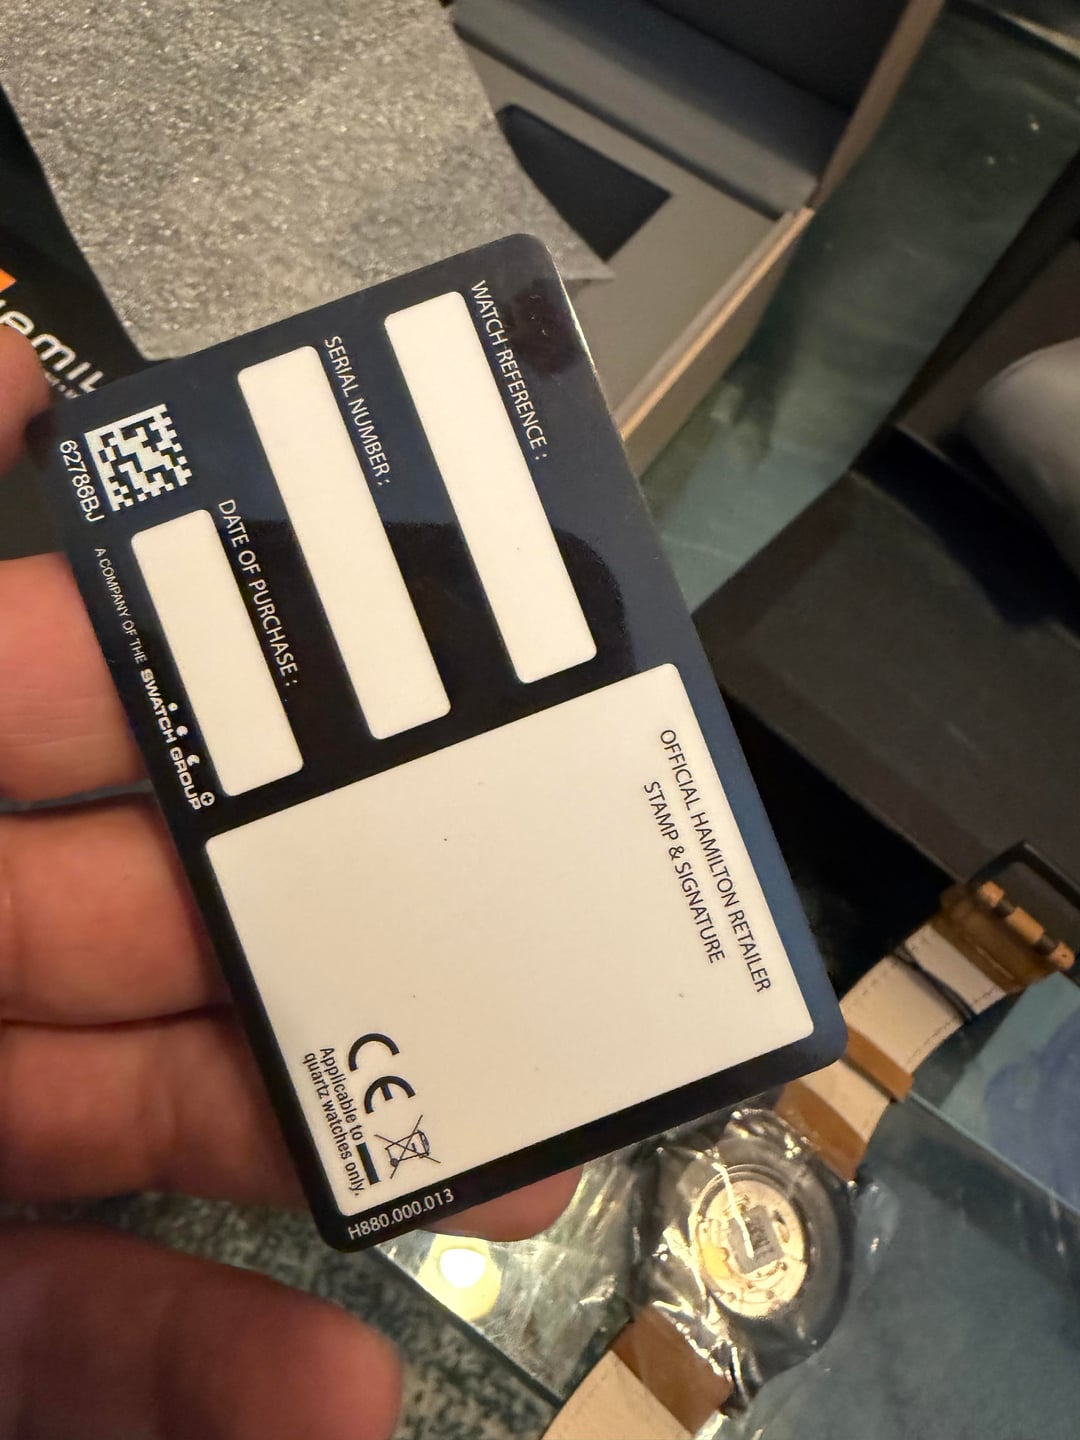 WATCH REFERENCE :
SERIAL NUMBER :
DATE OF PURCHASE :
62786BJ
A COMPANY OF THE SWATCH GROUP
OFFICIAL HAMILTON RETAILER
STAMP & SIGNATURE
CE
Applicable to
quartz watches only.
H880.000.013